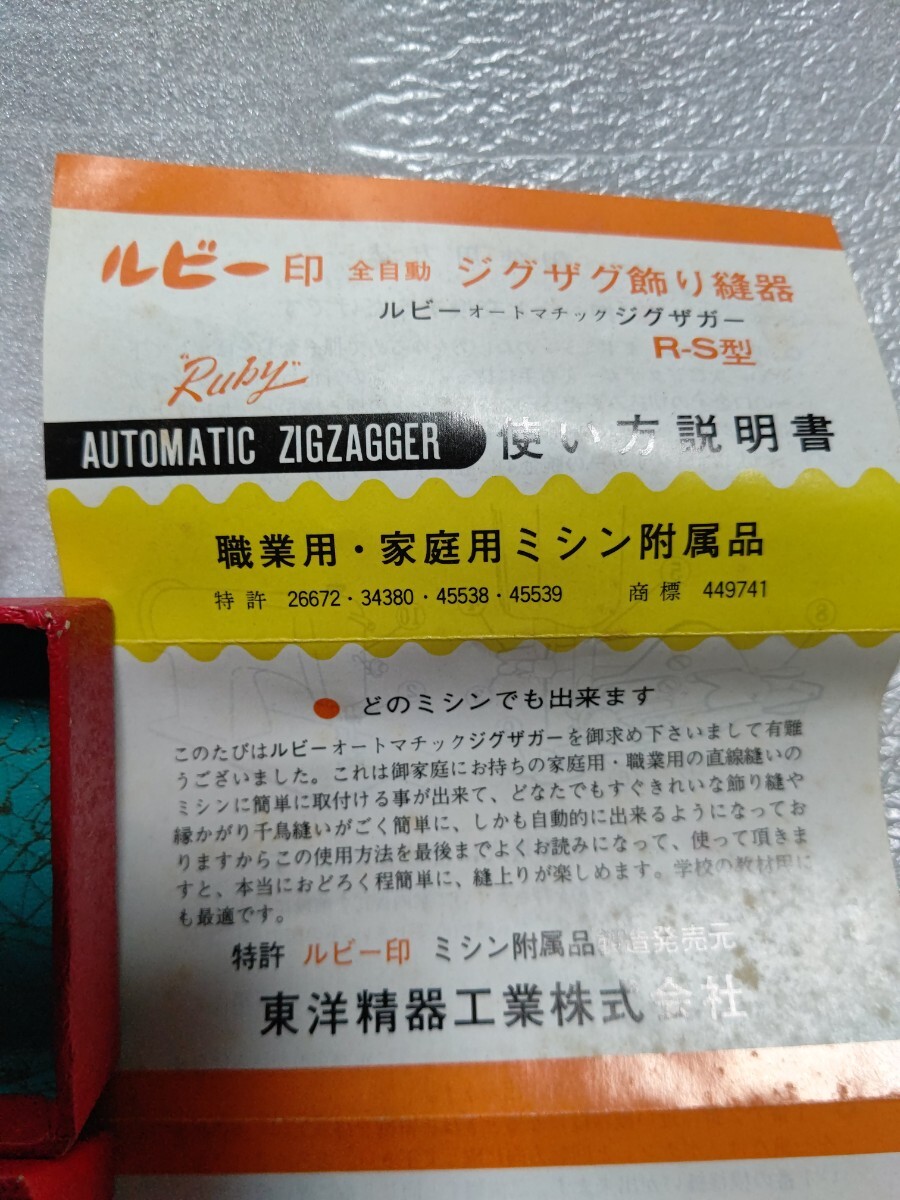 ルビー印 全自動 ジグザグ飾り縫器
ルビーオートマチックジグザガー
R-S型
"Ruby"
AUTOMATIC ZIGZAGGER 使い方説明書
職業用・家庭用ミシン附属品
特許 26672・34380・45538・45539 商標 449741
● どのミシンでも出来ます
このたびはルビーオートマチックジグザガーを御求め下さいまして有難
うございました。これは御家庭にお持ちの家庭用・職業用の直線縫いの
ミシンに簡単に取付ける事が出来て、どなたでもすぐきれいな飾り縫や
縁かがり千鳥縫いがごく簡単に、しかも自動的に出来るようになってお
りますからこの使用方法を最後までよくお読みになって、使って頂きま
すと、本当におどろく程簡単に、縫上りが楽しめます。学校の教材用に
も最適です。
特許 ルビー印 ミシン附属品製造発売元
東洋精器工業株式会社